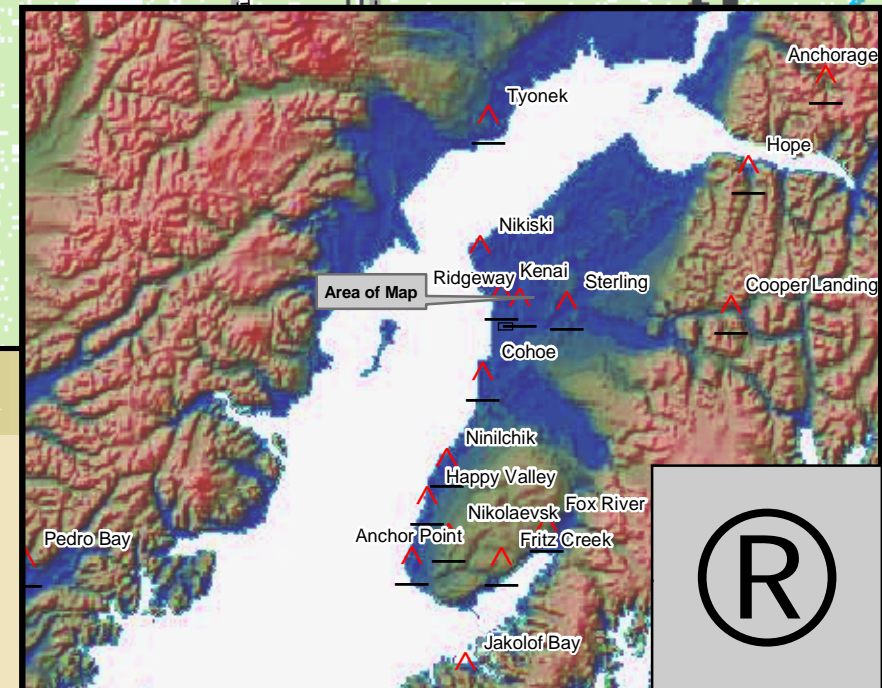 Anchorage
Tyonek
Hope
Nikiski
Ridgeway
Kenai
Sterling
Cooper Landing
Area of Map
Cohoe
Ninilchik
Happy Valley
Fox River
Nikolaevsk
Anchor Point
Fritz Creek
Pedro Bay
Jakolof Bay
®